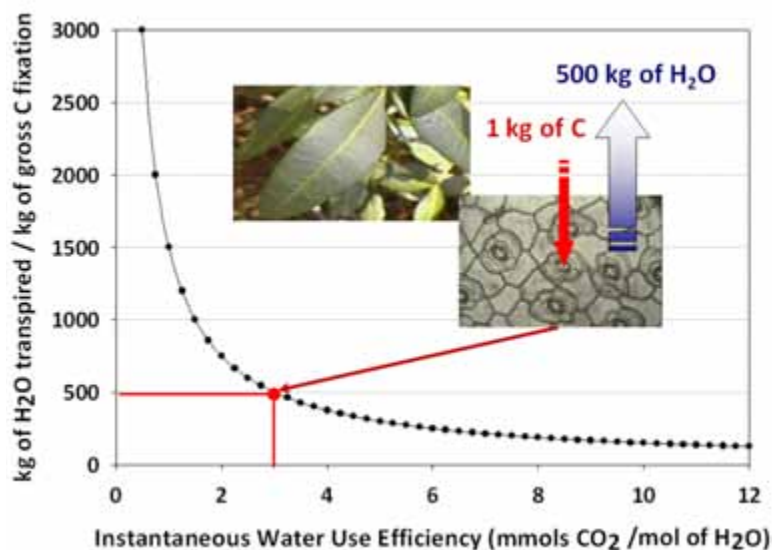 3000
2500
2000
1500
1000
500
0
kg of H2O transpired / kg of gross C fixation
500 kg of H₂O
1 kg of C
0 2 4 6 8 10 12
Instantaneous Water Use Efficiency (mmols CO₂ /mol of H₂O)